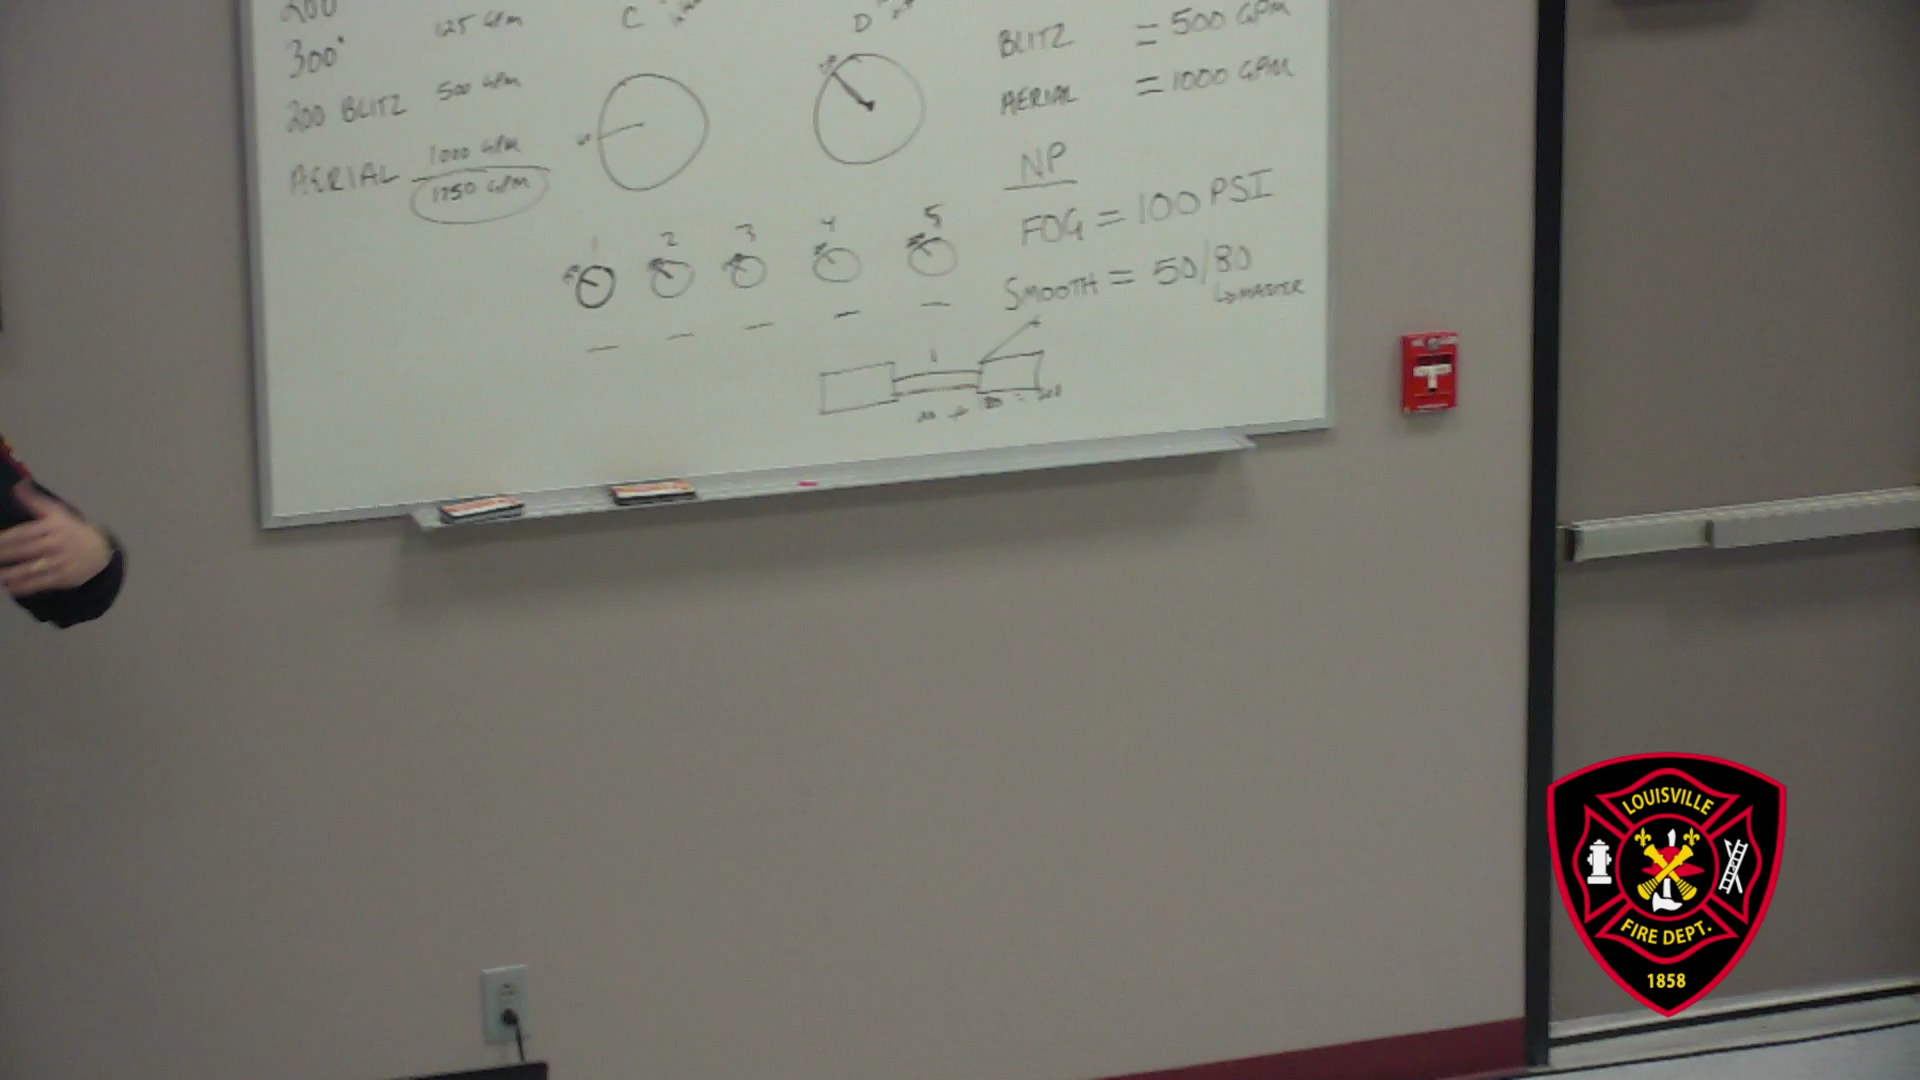 200
125 GPM
300'
200 BLITZ 500 GPM
AERIAL 1000 GPM
1250 GPM
C
D
BLITZ = 500 GPM
AERIAL = 1000 GPM
NP
FOG = 100 PSI
SMOOTH = 50/80
MASTER
1 2 3 4 5
LOUISVILLE
FIRE DEPT.
1858